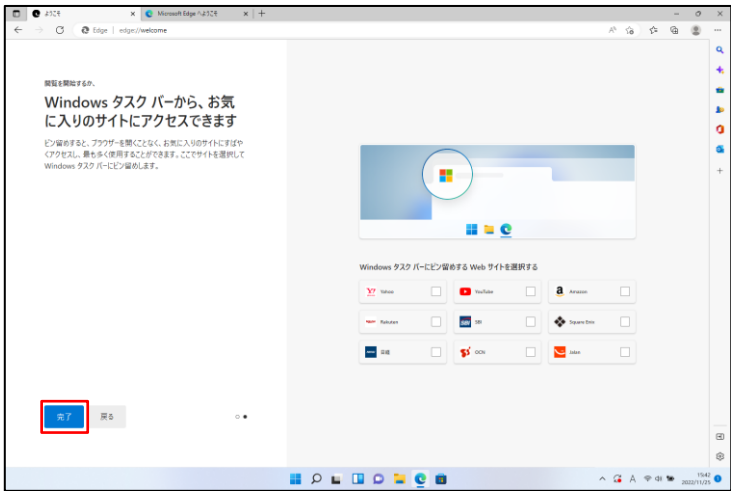 ようこそ
Microsoft Edge へようこそ
Edge | edge://welcome
閲覧を開始するか、
Windows タスク バーから、お気
に入りのサイトにアクセスできます
ピン留めすると、ブラウザーを開くことなく、お気に入りのサイトにすばや
くアクセスし、最も多く使用することができます。ここでサイトを選択して
Windows タスク バーにピン留めします。
Windows タスク バーにピン留めする Web サイトを選択する
Yahoo
YouTube
Amazon
Rakuten
SBI
Square Enix
日経
OCN
Jalan
完了
戻る
A
15:42
2022/11/25